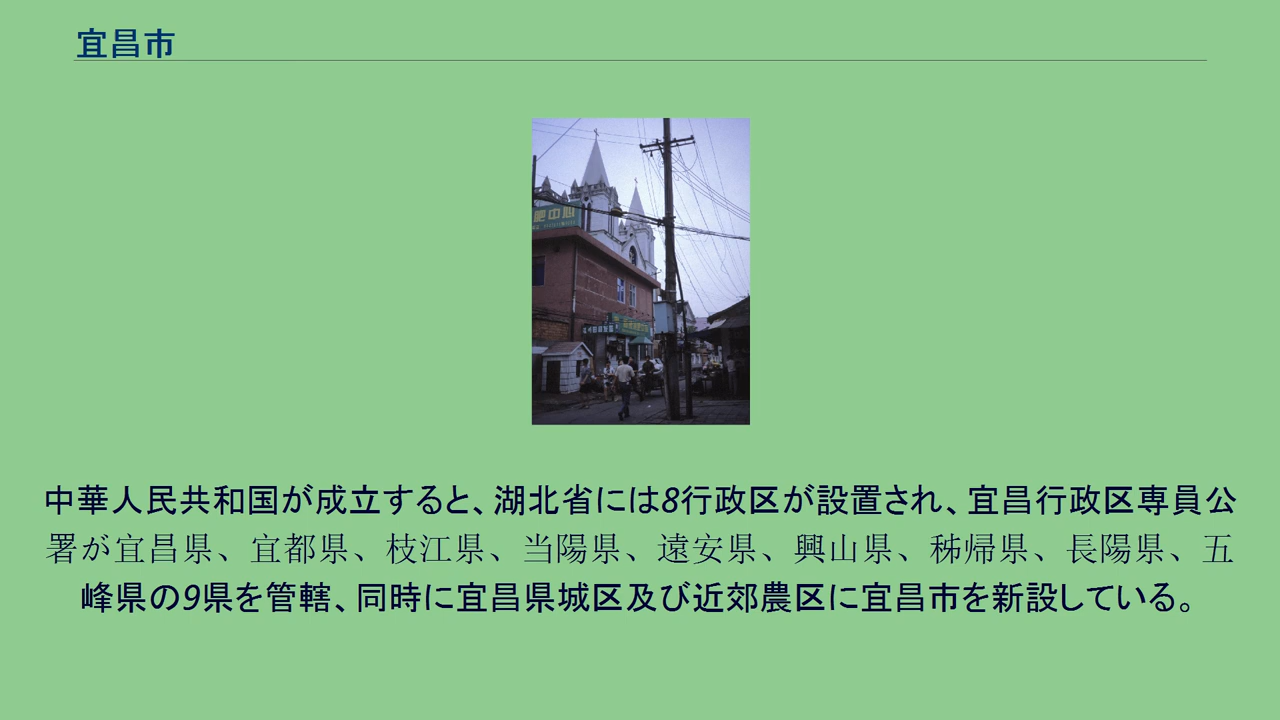 宜昌市
肥中心
中華人民共和国が成立すると、湖北省には8行政区が設置され、宜昌行政区専員公
署が宜昌県、宜都県、枝江県、当陽県、遠安県、興山県、秭帰県、長陽県、五
峰県の9県を管轄、同時に宜昌県城区及び近郊農区に宜昌市を新設している。